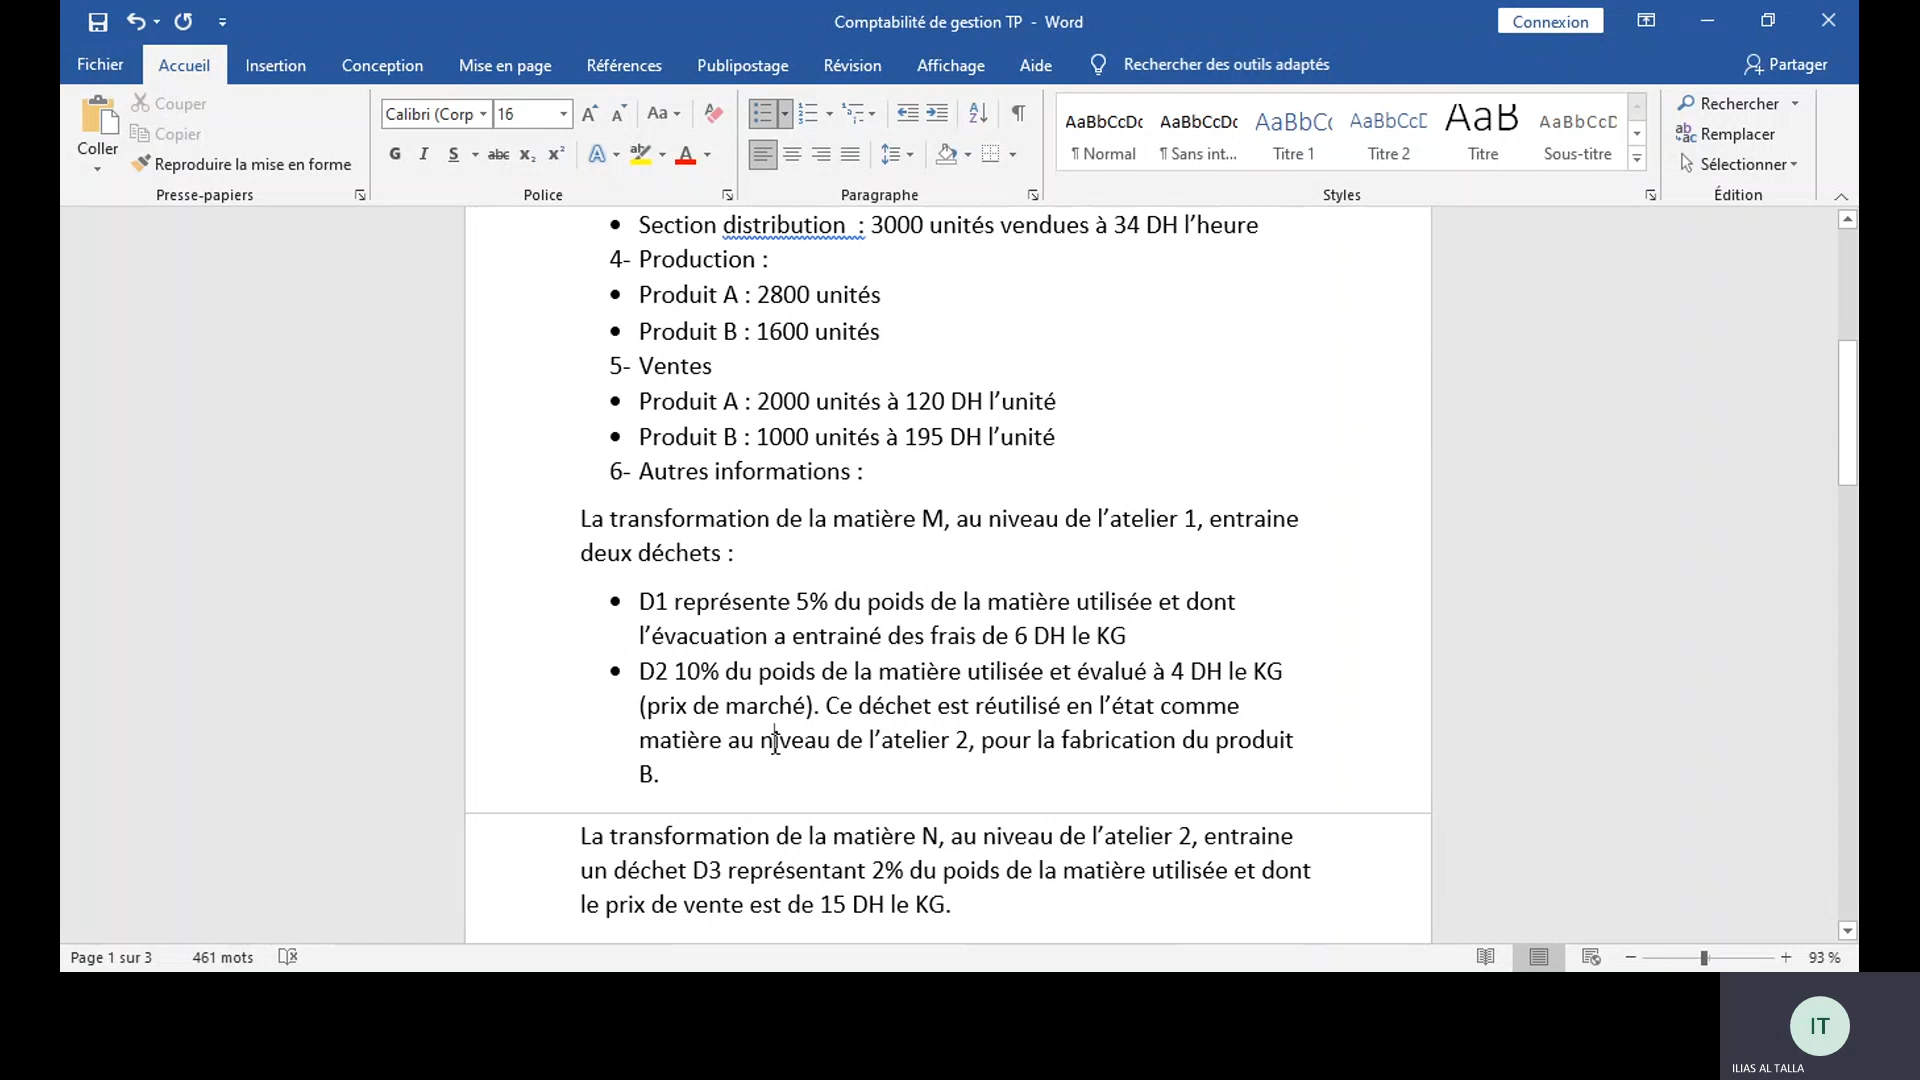 Comptabilité de gestion TP - Word
Connexion
Fichier Accueil Insertion Conception Mise en page Références Publipostage Révision Affichage Aide Rechercher des outils adaptés Partager
Coller
Couper
Copier
Reproduire la mise en forme
Presse-papiers
Calibri (Corp 16
Aa
G I S abc x₂ x² A A
Police
Paragraphe
AaBbCcDc AaBbCcDc AaBbCc AaBbCcD AaB AaBbCcD
¶ Normal ¶ Sans int... Titre 1 Titre 2 Titre Sous-titre
Styles
Rechercher
Remplacer
Sélectionner
Édition
• Section distribution : 3000 unités vendues à 34 DH l’heure
4- Production :
• Produit A : 2800 unités
• Produit B : 1600 unités
5- Ventes
• Produit A : 2000 unités à 120 DH l’unité
• Produit B : 1000 unités à 195 DH l’unité
6- Autres informations :
La transformation de la matière M, au niveau de l’atelier 1, entraine
deux déchets :
• D1 représente 5% du poids de la matière utilisée et dont
l’évacuation a entrainé des frais de 6 DH le KG
• D2 10% du poids de la matière utilisée et évalué à 4 DH le KG
(prix de marché). Ce déchet est réutilisé en l’état comme
matière au niveau de l’atelier 2, pour la fabrication du produit
B.
La transformation de la matière N, au niveau de l’atelier 2, entraine
un déchet D3 représentant 2% du poids de la matière utilisée et dont
le prix de vente est de 15 DH le KG.
Page 1 sur 3 461 mots 93 %
IT
ILIAS AL TALLA